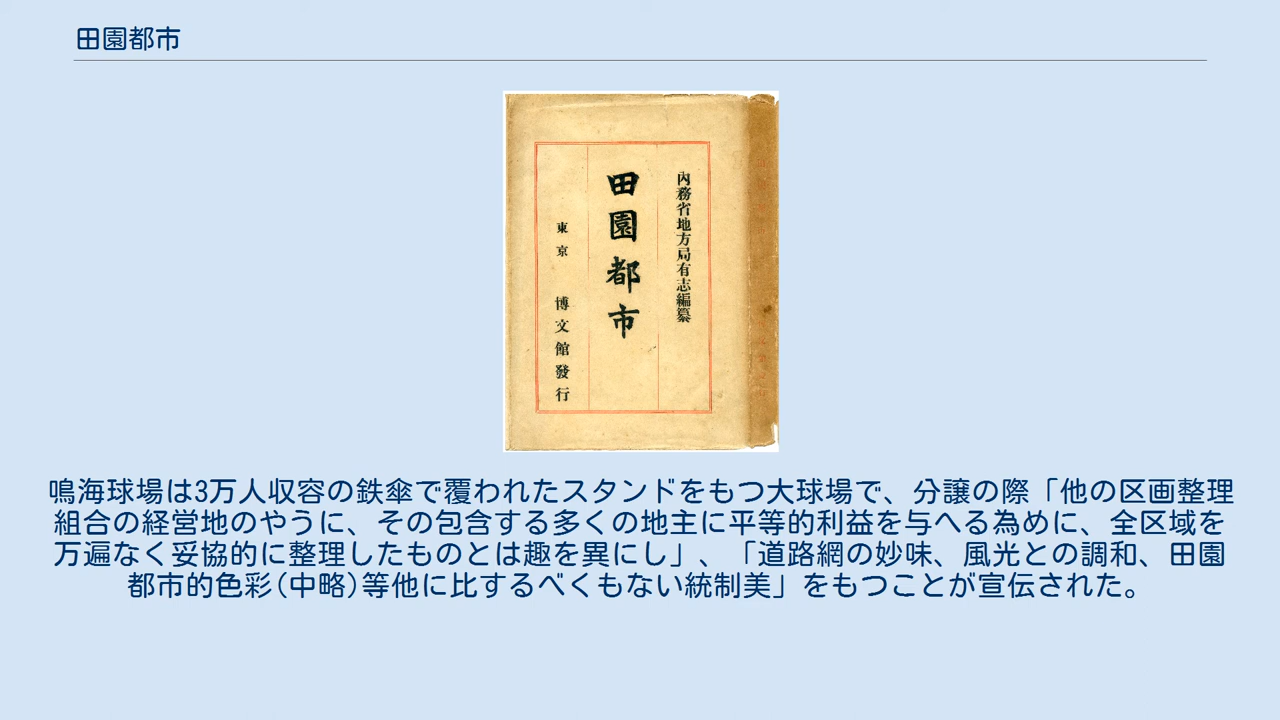 田園都市
內務省地方局有志編纂
田園都市
東京 博文館發行
鳴海球場は3万人収容の鉄傘で覆われたスタンドをもつ大球場で、分譲の際「他の区画整理
組合の経営地のやうに、その包含する多くの地主に平等的利益を与へる為めに、全区域を
万遍なく妥協的に整理したものとは趣を異にし」、「道路網の妙味、風光との調和、田園
都市的色彩(中略)等他に比するべくもない統制美」をもつことが宣伝された。